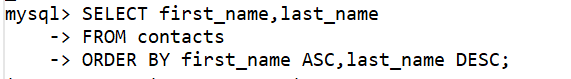 mysql> SELECT first_name,last_name
    -> FROM contacts
    -> ORDER BY first_name ASC,last_name DESC;